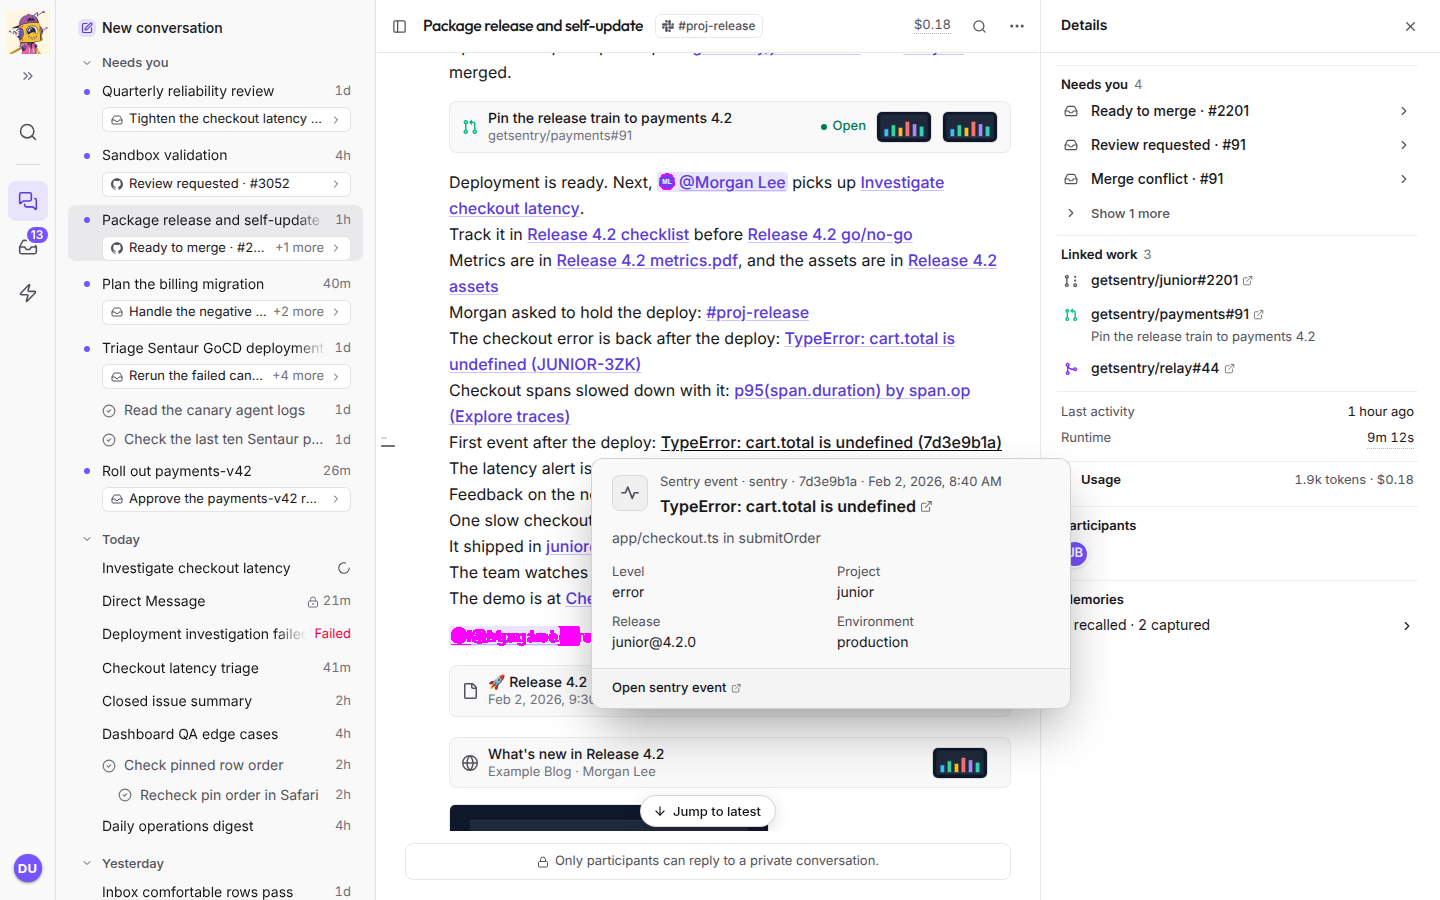 New conversation
Needs you
Quarterly reliability review 1d
Tighten the checkout latency ...
Sandbox validation 4h
Review requested · #3052
Package release and self-update 1h
Ready to merge · #2... +1 more
Plan the billing migration 40m
Handle the negative ... +2 more
Triage Sentaur GoCD deployment 1d
Rerun the failed can... +4 more
Read the canary agent logs 1d
Check the last ten Sentaur p... 1d
Roll out payments-v42 26m
Approve the payments-v42 r...
Today
Investigate checkout latency
Direct Message 21m
Deployment investigation failed Failed
Checkout latency triage 41m
Closed issue summary 2h
Dashboard QA edge cases 4h
Check pinned row order 2h
Recheck pin order in Safari 2h
Daily operations digest 4h
Yesterday
Inbox comfortable rows pass 1d
13
DU
Package release and self-update #proj-release $0.18
merged.
Pin the release train to payments 4.2
getsentry/payments#91
Open
Deployment is ready. Next, ML @Morgan Lee picks up Investigate
checkout latency.
Track it in Release 4.2 checklist before Release 4.2 go/no-go
Metrics are in Release 4.2 metrics.pdf, and the assets are in Release 4.2
assets
Morgan asked to hold the deploy: #proj-release
The checkout error is back after the deploy: TypeError: cart.total is
undefined (JUNIOR-3ZK)
Checkout spans slowed down with it: p95(span.duration) by span.op
(Explore traces)
First event after the deploy: TypeError: cart.total is undefined (7d3e9b1a)
The latency alert is
Feedback on the
One slow checkout
It shipped in junior
The team watches
The demo is at
Sentry event · sentry · 7d3e9b1a · Feb 2, 2026, 8:40 AM
TypeError: cart.total is undefined
app/checkout.ts in submitOrder
Level
error
Project
junior
Release
junior@4.2.0
Environment
production
Open sentry event
🚀 Release 4.2
Feb 2, 2026, 9:30
What's new in Release 4.2
Example Blog · Morgan Lee
Jump to latest
Only participants can reply to a private conversation.
Details
Needs you 4
Ready to merge · #2201
Review requested · #91
Merge conflict · #91
Show 1 more
Linked work 3
getsentry/junior#2201
getsentry/payments#91
Pin the release train to payments 4.2
getsentry/relay#44
Last activity 1 hour ago
Runtime 9m 12s
Usage 1.9k tokens · $0.18
articipants
JB
emories
recalled · 2 captured